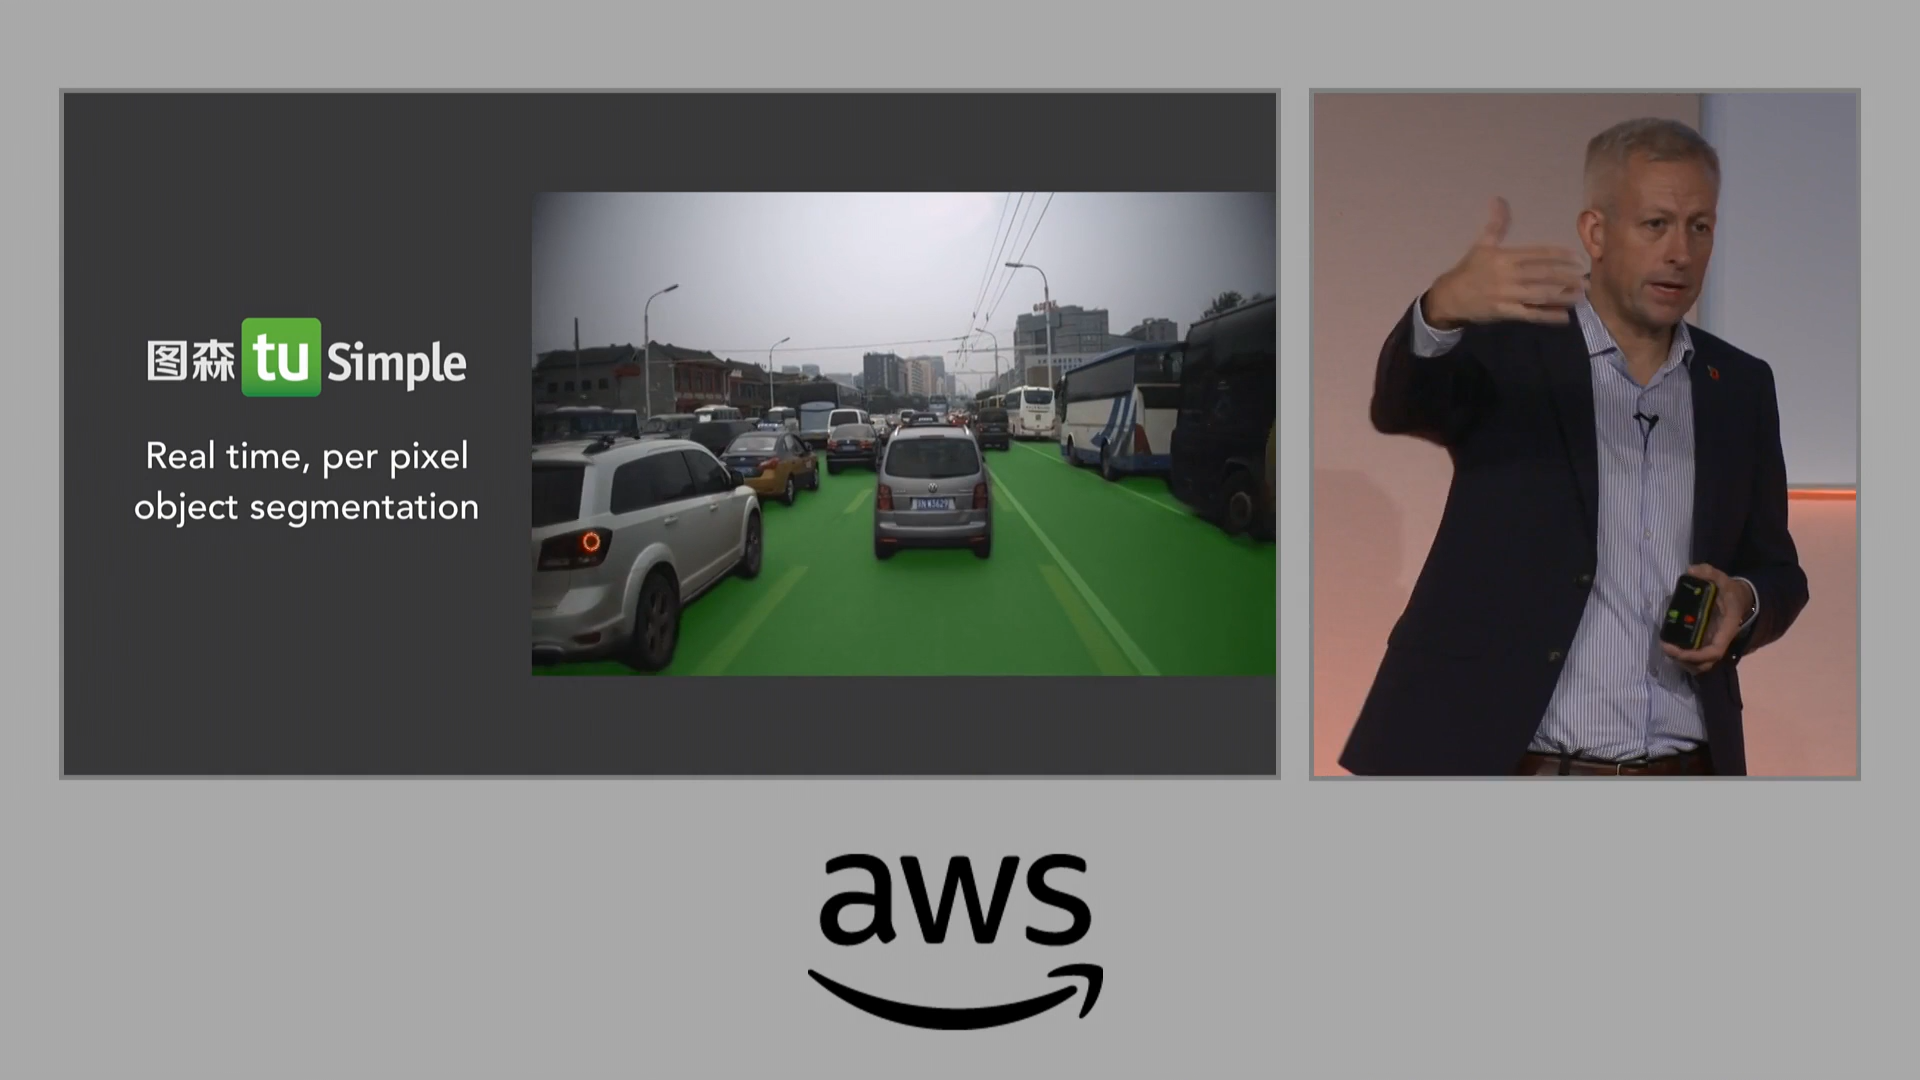 图森 tu Simple
Real time, per pixel
object segmentation
aws